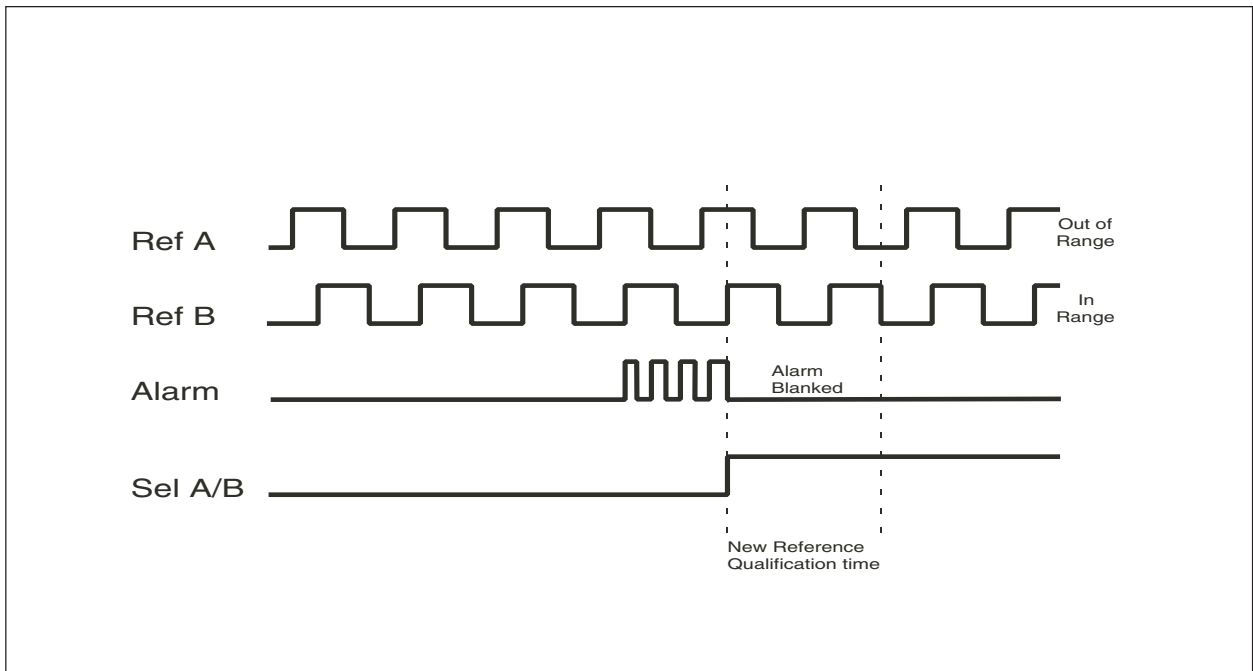 Ref A
Out of
Range
Ref B
In
Range
Alarm
Alarm
Blanked
Sel A/B
New Reference
Qualification time